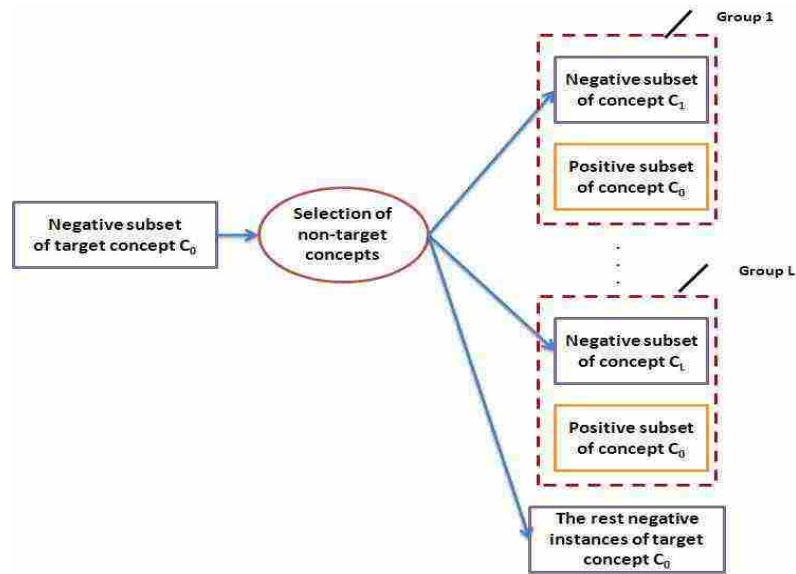 Group 1
Negative subset
of concept C₁
Positive subset
of concept C₀
Negative subset
of target concept C₀
Selection of
non-target
concepts
Group L
Negative subset
of concept C_L
Positive subset
of concept C₀
The rest negative
instances of target
concept C₀